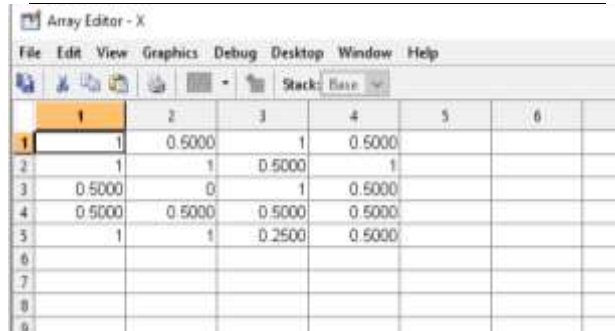 Array Editor - X
File Edit View Graphics Debug Desktop Window Help
Stack: Base
1 2 3 4 5 6
1 1 0.5000 1 0.5000
2 1 1 0.5000 1
3 0.5000 0 1 0.5000
4 0.5000 0.5000 0.5000 0.5000
5 1 1 0.2500 0.5000
6
7
8
9